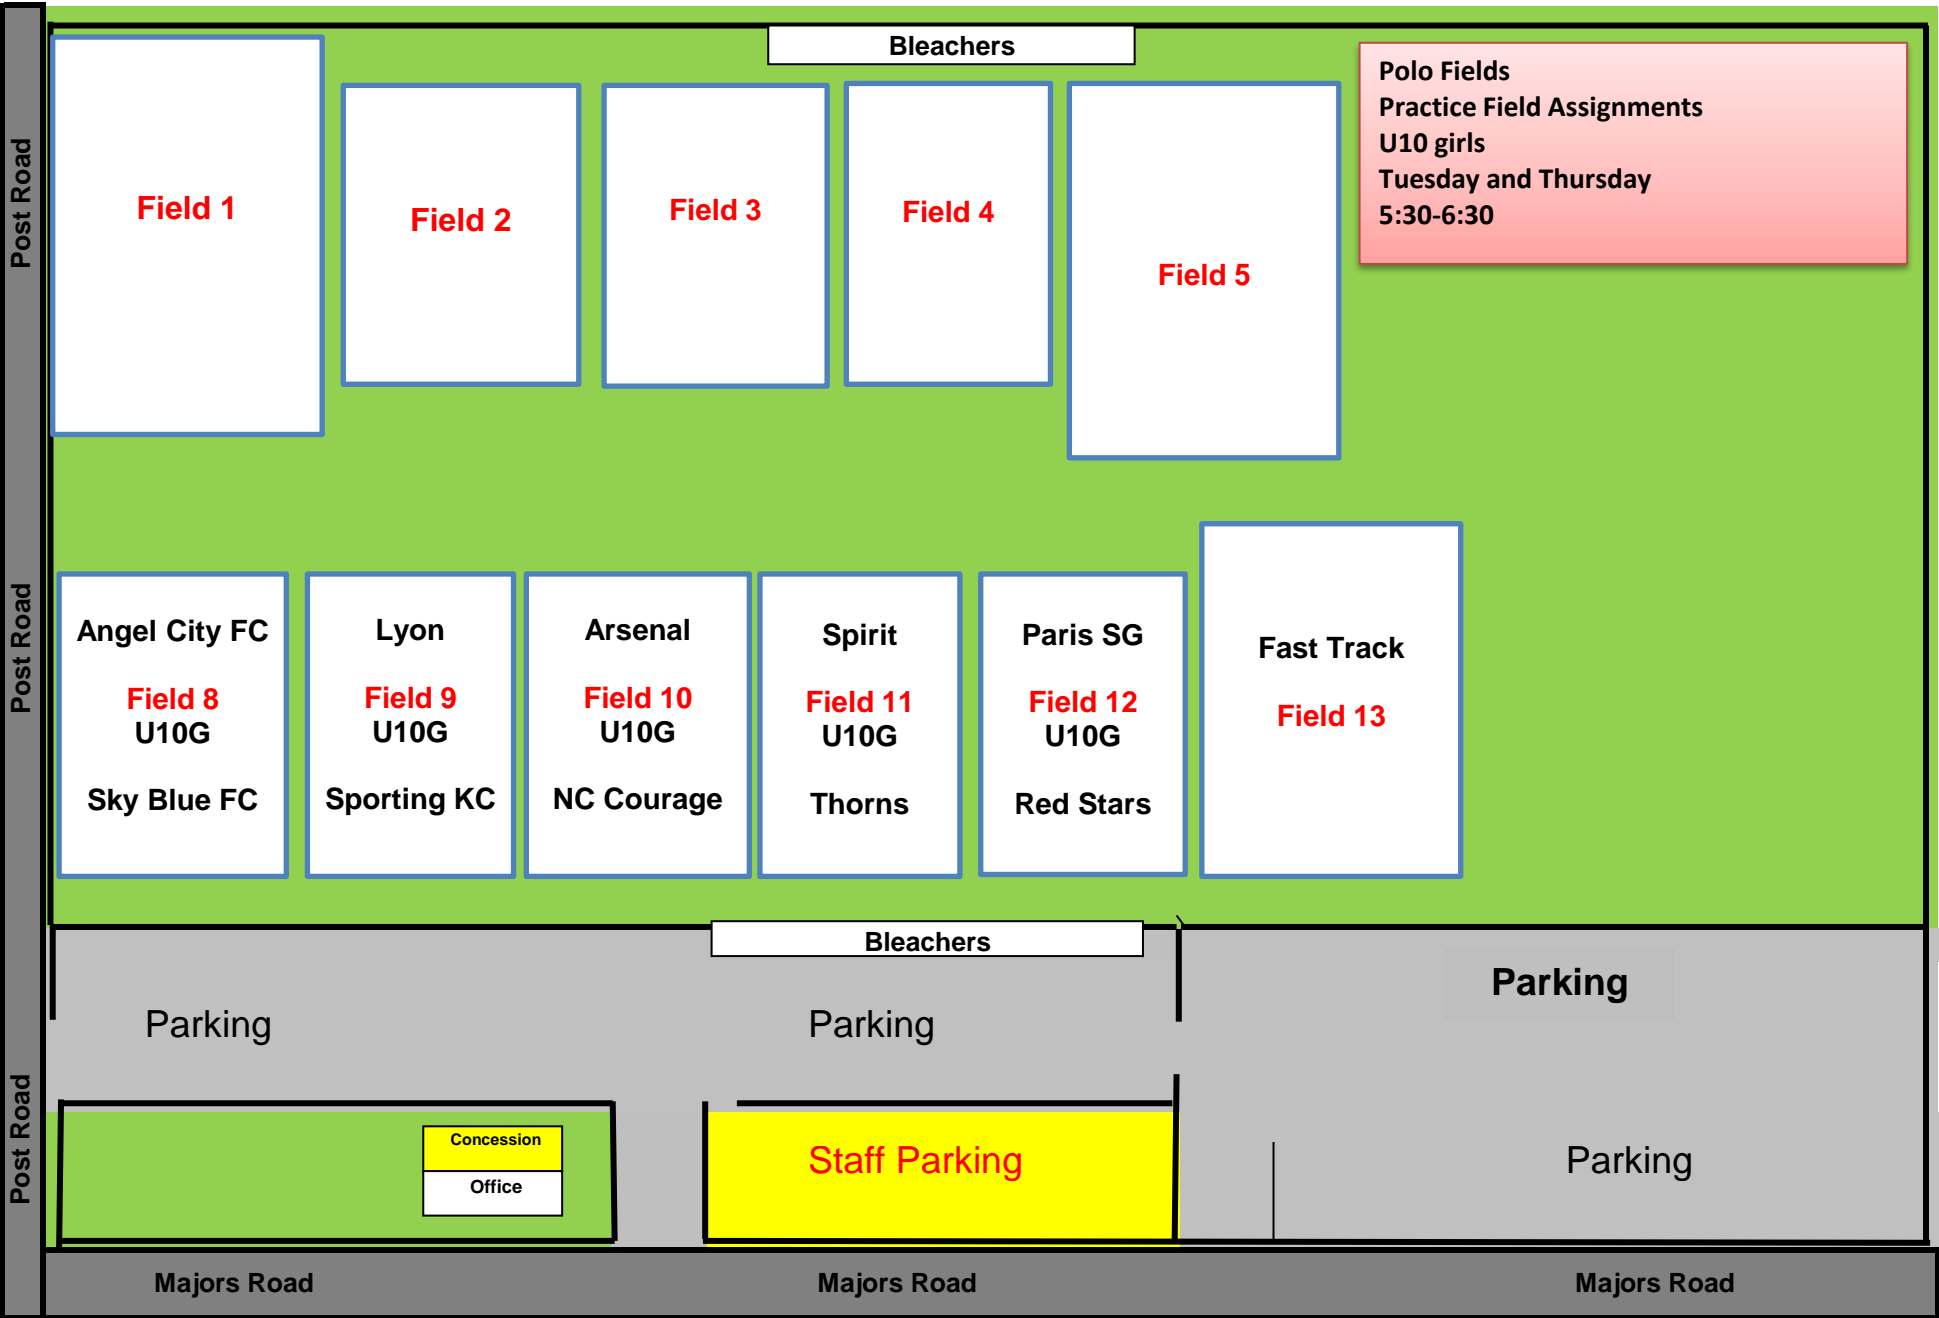 Bleachers
Polo Fields
Practice Field Assignments
U10 girls
Tuesday and Thursday
5:30-6:30
Post Road
Field 1
Field 2
Field 3
Field 4
Field 5
Post Road
Angel City FC
Field 8
U10G
Sky Blue FC
Lyon
Field 9
U10G
Sporting KC
Arsenal
Field 10
U10G
NC Courage
Spirit
Field 11
U10G
Thorns
Paris SG
Field 12
U10G
Red Stars
Fast Track
Field 13
Bleachers
Parking
Parking
Parking
Post Road
Concession
Office
Staff Parking
Parking
Majors Road
Majors Road
Majors Road